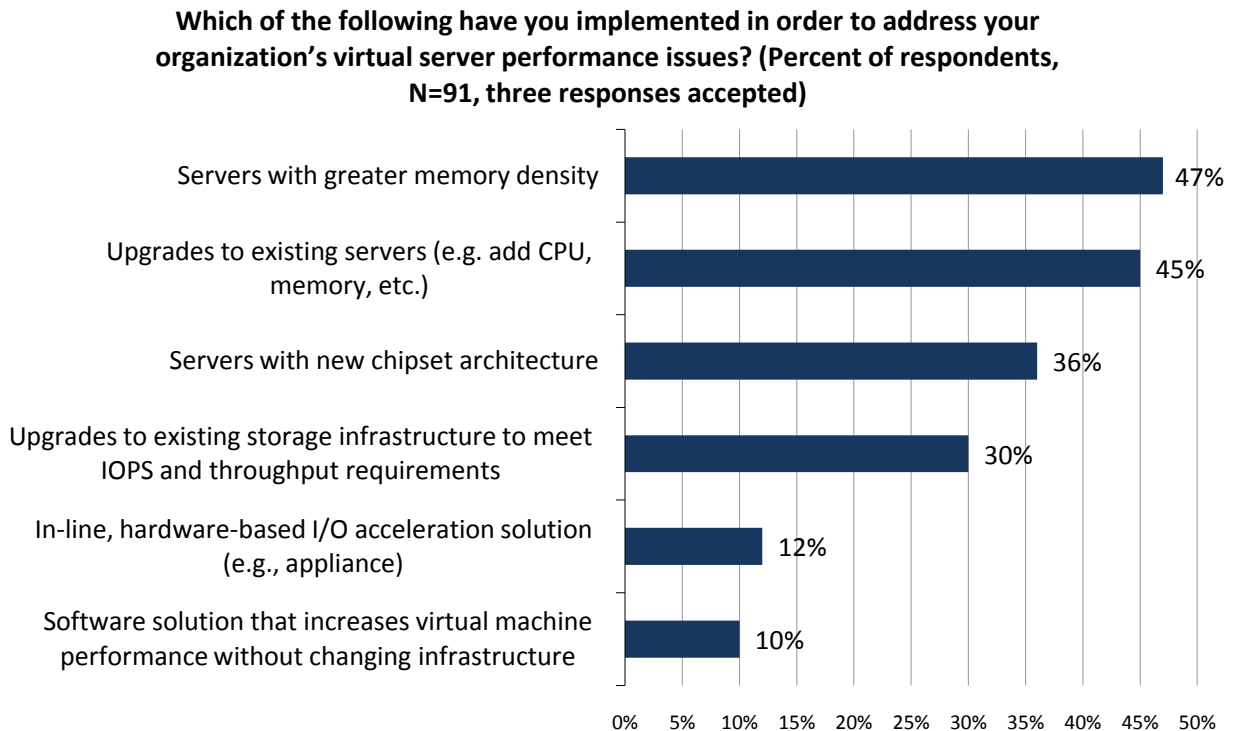 Which of the following have you implemented in order to address your
organization’s virtual server performance issues? (Percent of respondents,
N=91, three responses accepted)
Servers with greater memory density
47%
Upgrades to existing servers (e.g. add CPU,
memory, etc.)
45%
Servers with new chipset architecture
36%
Upgrades to existing storage infrastructure to meet
IOPS and throughput requirements
30%
In-line, hardware-based I/O acceleration solution
(e.g., appliance)
12%
Software solution that increases virtual machine
performance without changing infrastructure
10%
0% 5% 10% 15% 20% 25% 30% 35% 40% 45% 50%